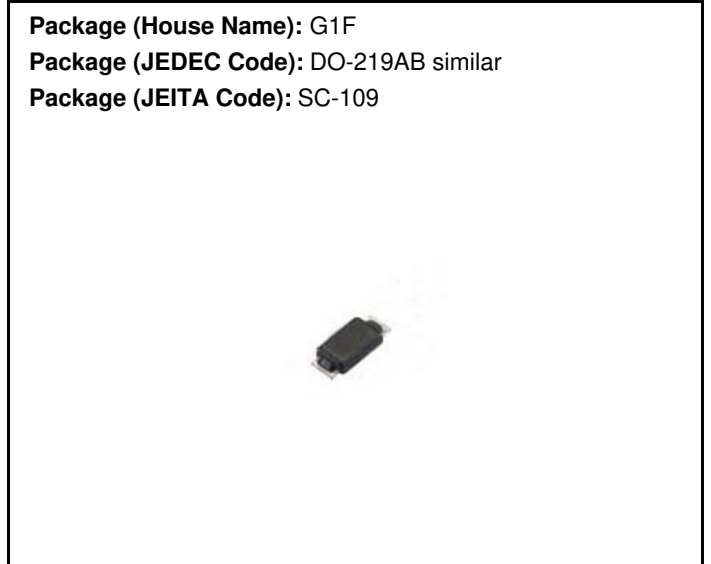 Package (House Name): G1F
Package (JEDEC Code): DO-219AB similar
Package (JEITA Code): SC-109